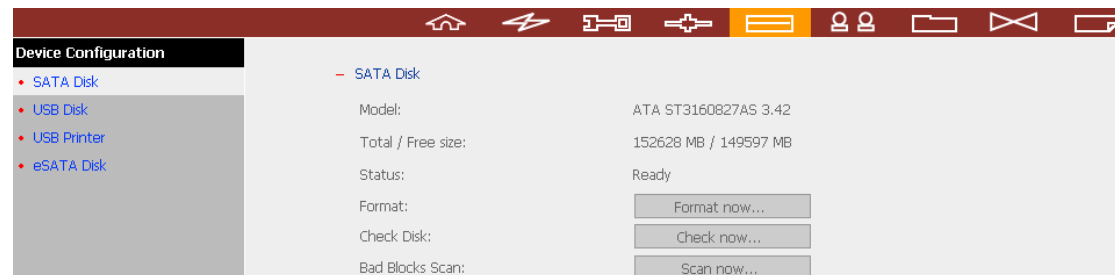 Device Configuration
SATA Disk
USB Disk
USB Printer
eSATA Disk
− SATA Disk
Model: ATA ST3160827AS 3.42
Total / Free size: 152628 MB / 149597 MB
Status: Ready
Format: Format now...
Check Disk: Check now...
Bad Blocks Scan: Scan now...